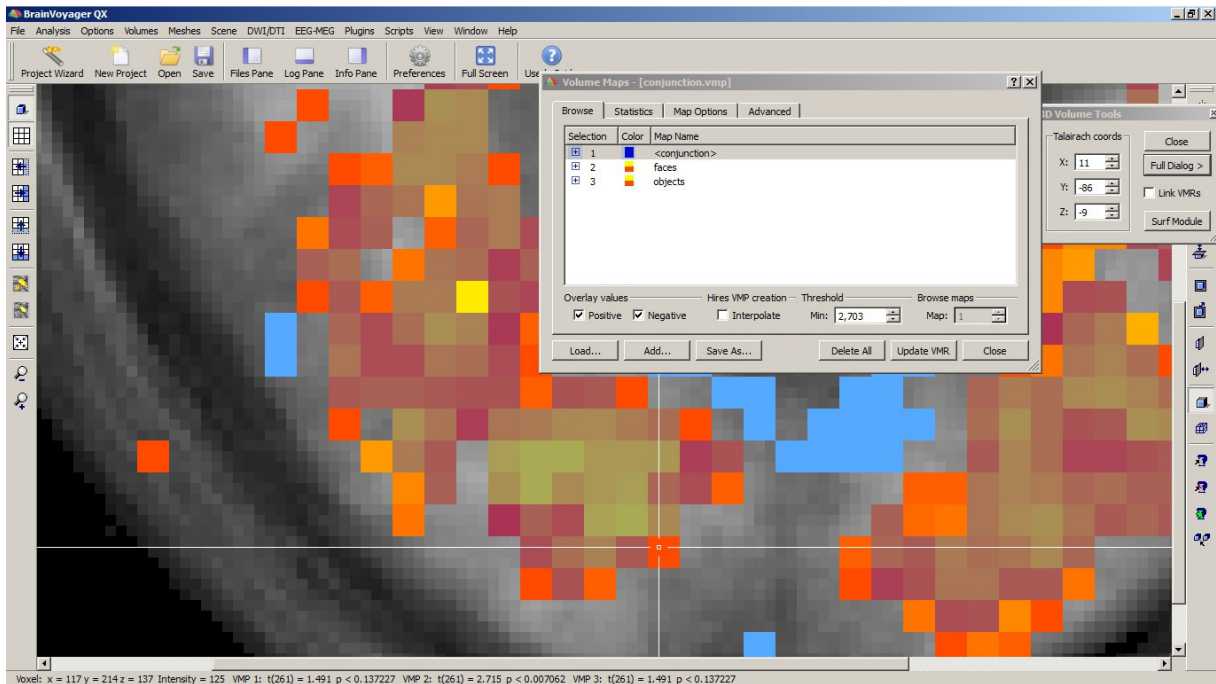 BrainVoyager QX
File Analysis Options Volumes Meshes Scene DWI/DTI EEG-MEG Plugins Scripts View Window Help
Project Wizard New Project Open Save Files Pane Log Pane Info Pane Preferences Full Screen
Volume Maps - [conjunction.vmp]
Browse Statistics Map Options Advanced
Selection Color Map Name
1 <conjunction>
2 faces
3 objects
Overlay values Hires VMP creation Threshold Browse maps
Positive Negative Interpolate Min: 2,703 Map: 1
Load... Add... Save As... Delete All Update VMR Close
3D Volume Tools
Talairach coords Close
X: 11 Full Dialog >
Y: -86 Link VMRs
Z: -9 Surf Module
Voxel: x = 117 y = 214 z = 137 Intensity = 125 VMP 1: t(261) = 1.491 p < 0.137227 VMP 2: t(261) = 2.715 p < 0.007062 VMP 3: t(261) = 1.491 p < 0.137227